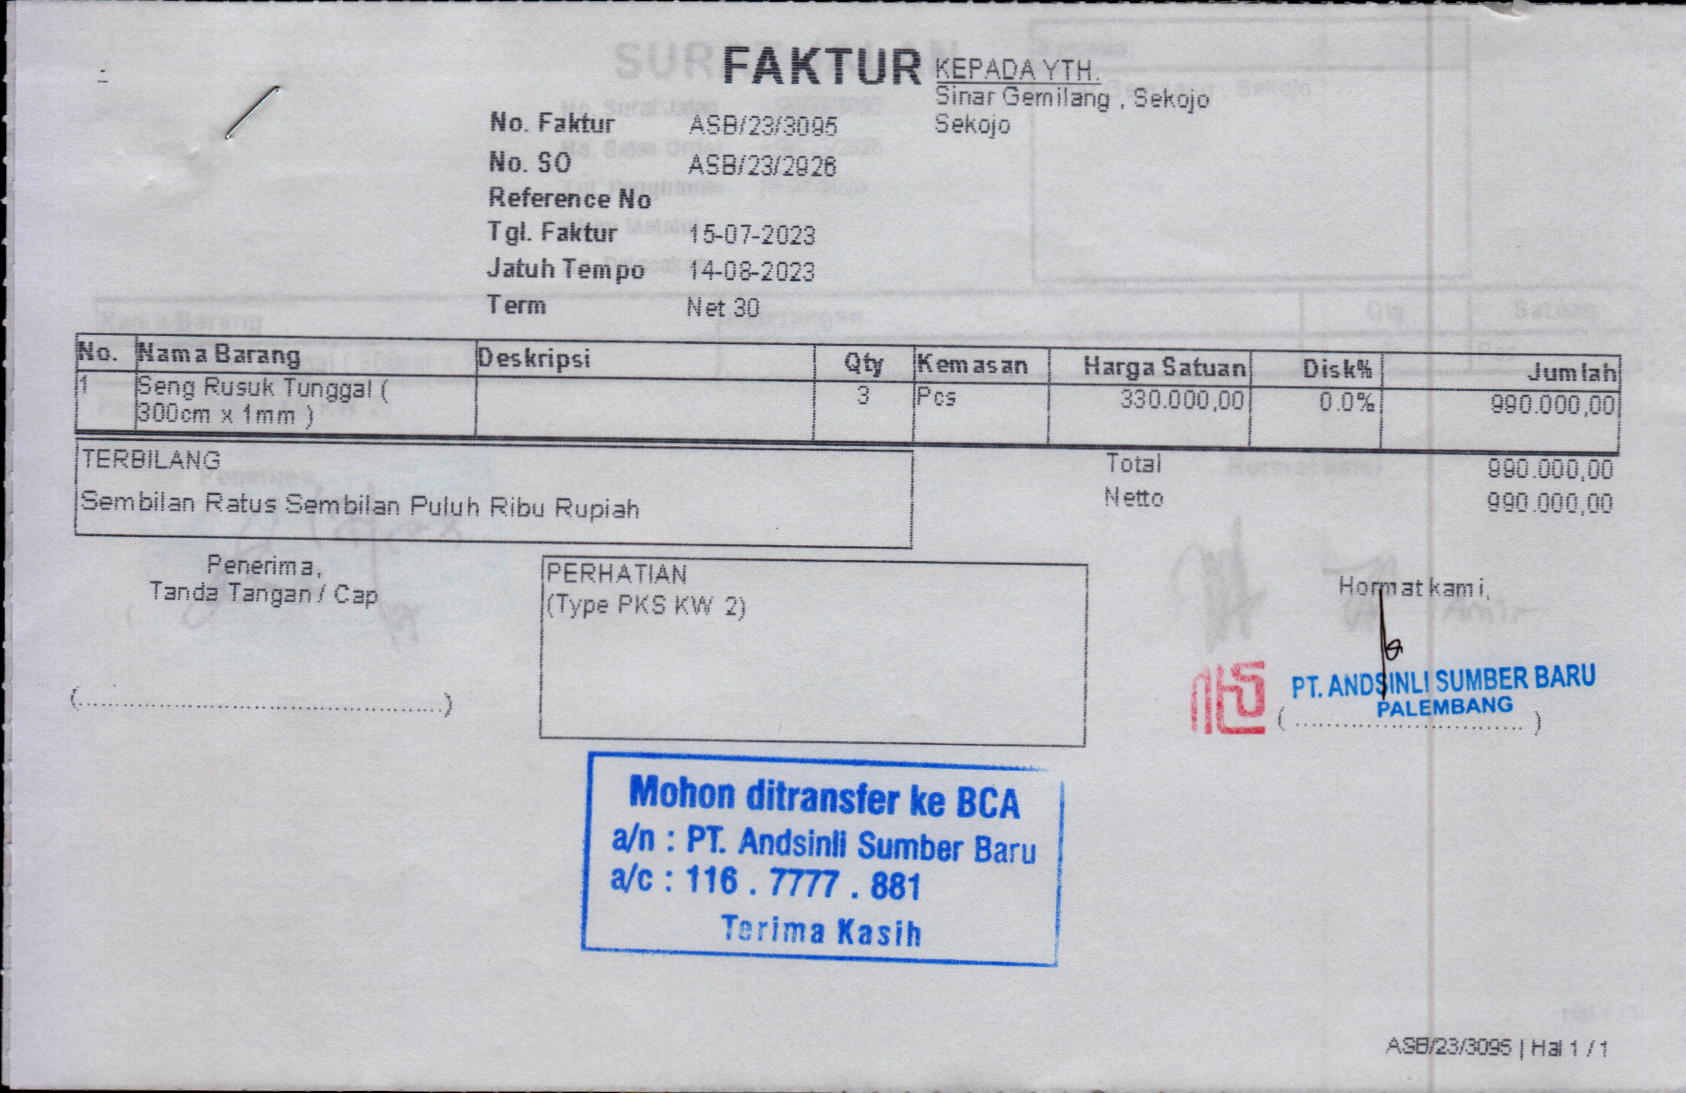 FAKTUR
KEPADA YTH.
Sinar Gemilang , Sekojo
Sekojo
No. Faktur ASB/23/3095
No. SO ASB/23/2926
Reference No
Tgl. Faktur 15-07-2023
Jatuh Tempo 14-08-2023
Term Net 30
No. Nama Barang Deskripsi Qty Kemasan Harga Satuan Disk% Jumlah
1 Seng Rusuk Tunggal ( 3 Pcs 330.000,00 0.0% 990.000,00
300cm x 1mm )
TERBILANG
Sembilan Ratus Sembilan Puluh Ribu Rupiah
Total 990.000,00
Netto 990.000,00
Penerima,
Tanda Tangan / Cap
(................................................)
PERHATIAN
(Type PKS KW 2)
Hormat kami,
PT. ANDSINLI SUMBER BARU
PALEMBANG
( .............................. )
Mohon ditransfer ke BCA
a/n : PT. Andsinli Sumber Baru
a/c : 116 . 7777 . 881
Terima Kasih
ASB/23/3095 | Hal 1 / 1